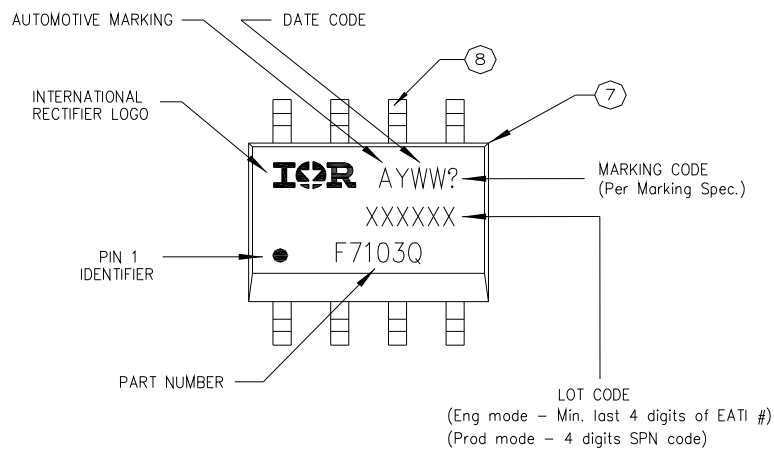 AUTOMOTIVE MARKING
DATE CODE
8
INTERNATIONAL
RECTIFIER LOGO
7
IOR
AYWW?
MARKING CODE
(Per Marking Spec.)
XXXXXX
PIN 1
IDENTIFIER
F7103Q
PART NUMBER
LOT CODE
(Eng mode – Min. last 4 digits of EATI #)
(Prod mode – 4 digits SPN code)